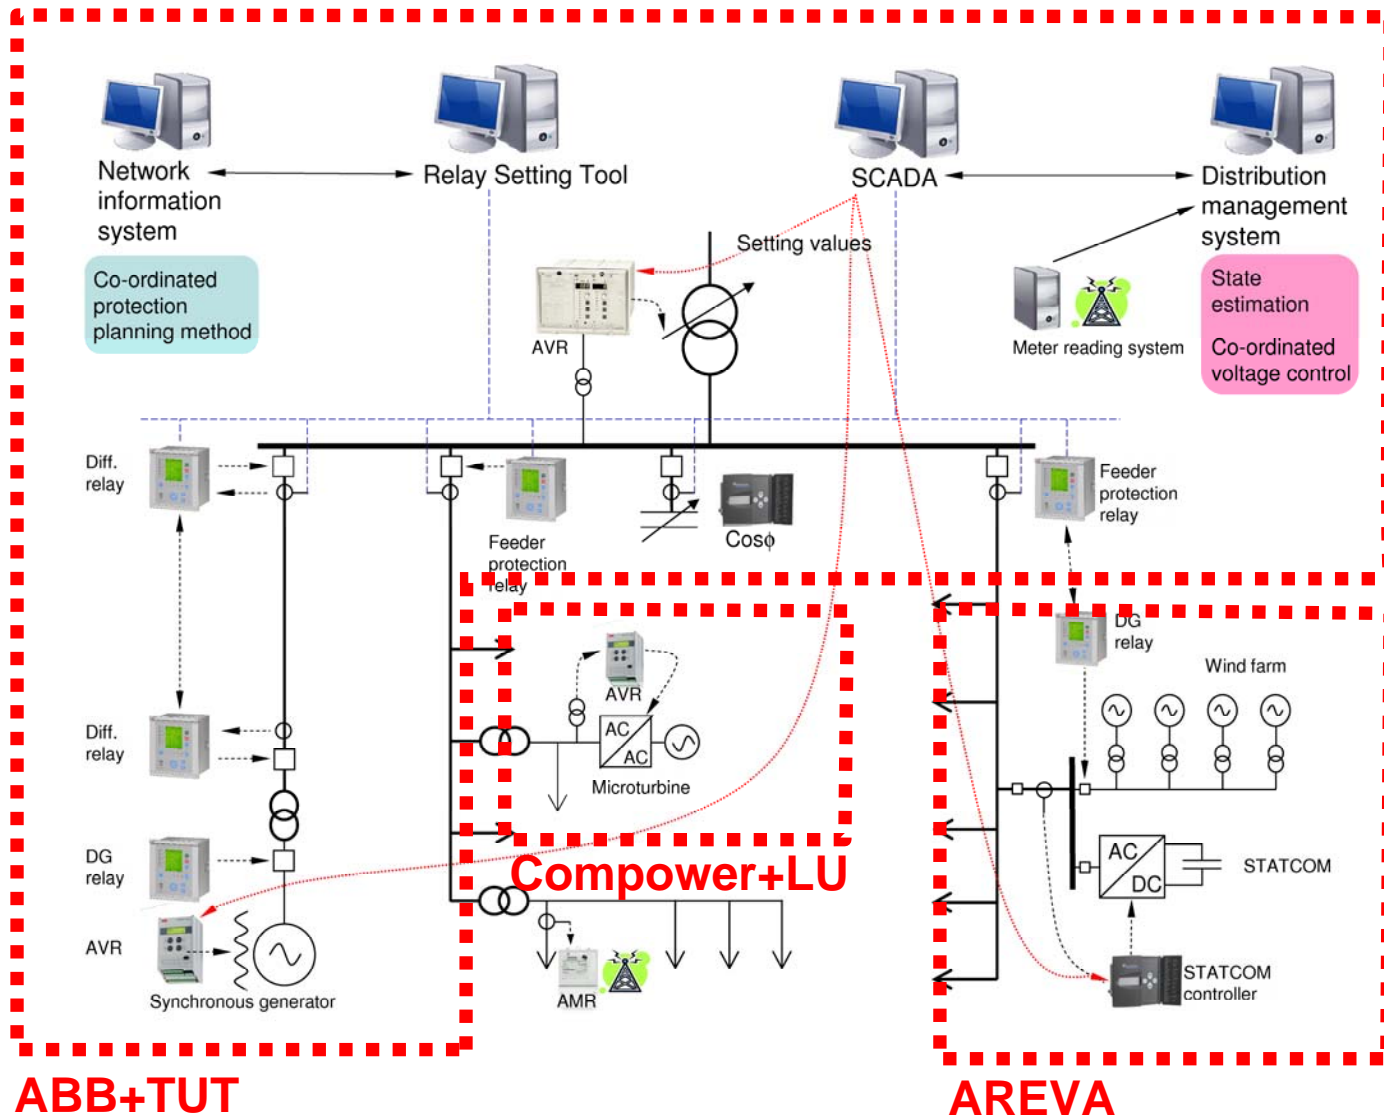 Network
information
system
Relay Setting Tool
SCADA
Distribution
management
system
Co-ordinated
protection
planning method
Setting values
AVR
Meter reading system
State
estimation
Co-ordinated
voltage control
Diff.
relay
Feeder
protection
relay
Cosϕ
Feeder
protection
relay
DG
relay
Wind farm
AVR
AC
AC
Microturbine
Diff.
relay
Compower+LU
DG
relay
AC
DC
STATCOM
AVR
Synchronous generator
AMR
STATCOM
controller
ABB+TUT
AREVA